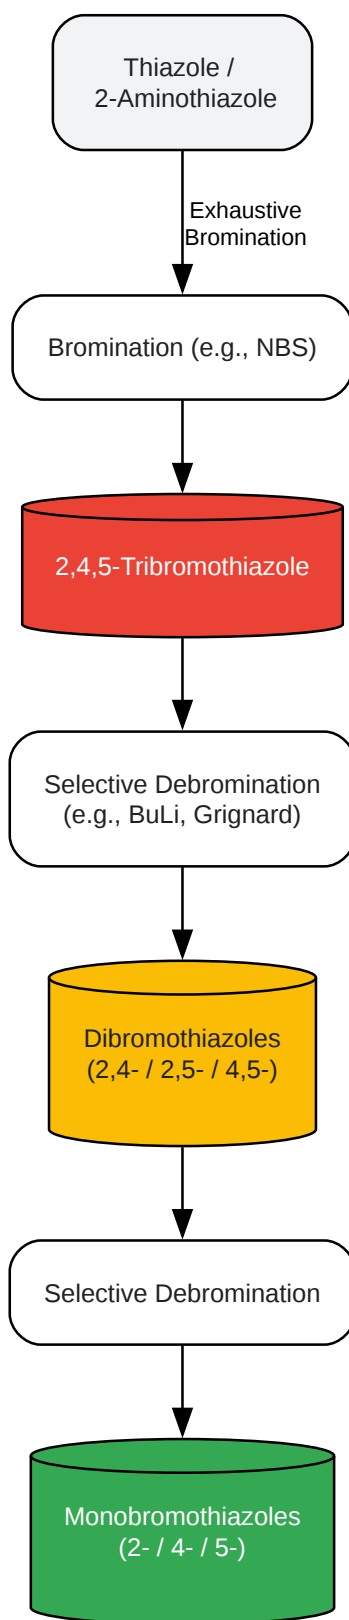 Thiazole /
2-Aminothiazole
Exhaustive
Bromination
Bromination (e.g., NBS)
2,4,5-Tribromothiazole
Selective Debromination
(e.g., BuLi, Grignard)
Dibromothiazoles
(2,4- / 2,5- / 4,5-)
Selective Debromination
Monobromothiazoles
(2- / 4- / 5-)